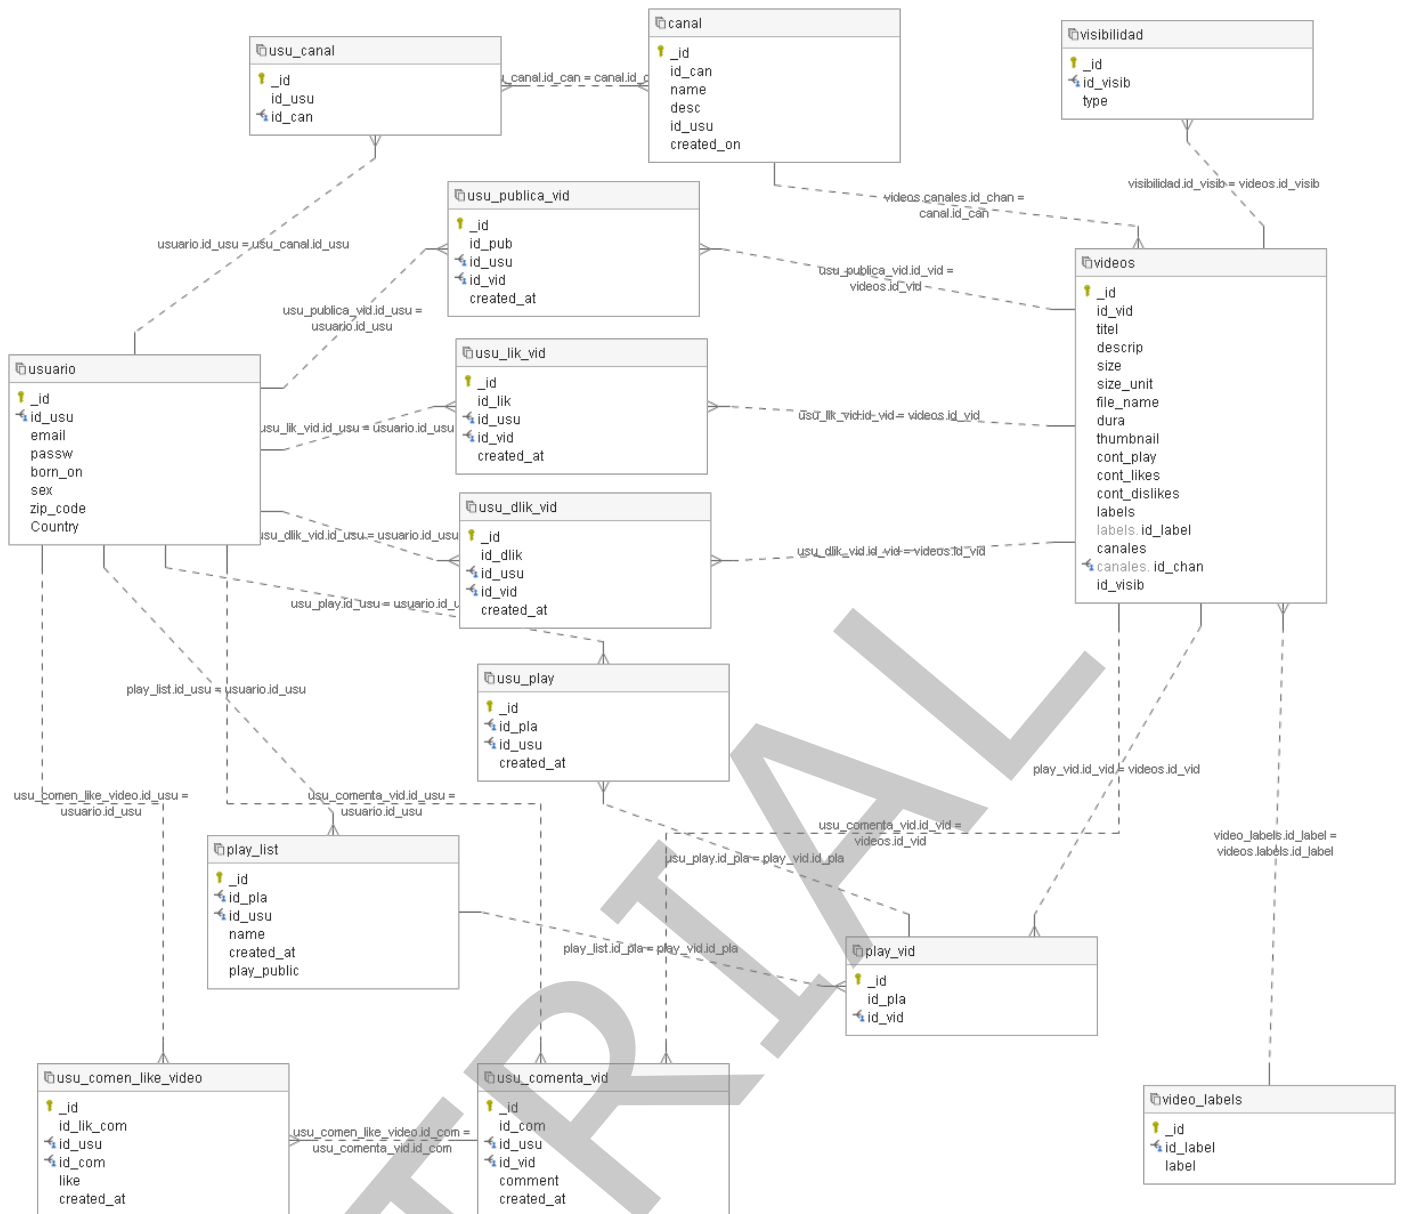 usu_canal
_id
id_usu
id_can
canal
_id
id_can
name
desc
id_usu
created_on
visibilidad
_id
id_visib
type
_canal.id_can = canal.id_c
visibilidad.id_visib = videos.id_visib
videos.canales.id_chan =
canal.id_can
usuario.id_usu = usu_canal.id_usu
usu_publica_vid
_id
id_pub
id_usu
id_vid
created_at
usu_publica_vid.id_vid =
videos.id_vid
usu_publica_vid.id_usu =
usuario.id_usu
videos
_id
id_vid
titel
descrip
size
size_unit
file_name
dura
thumbnail
cont_play
cont_likes
cont_dislikes
labels
labels. id_label
canales
canales. id_chan
id_visib
usuario
_id
id_usu
email
passw
born_on
sex
zip_code
Country
usu_lik_vid
_id
id_lik
id_usu
id_vid
created_at
usu_lik_vid.id_usu = usuario.id_usu
usu_lik_vid.id_vid = videos.id_vid
usu_dlik_vid
_id
id_dlik
id_usu
id_vid
created_at
usu_dlik_vid.id_usu = usuario.id_usu
usu_dlik_vid.id_vid = videos.id_vid
usu_play.id_usu = usuario.id_u
usu_play
_id
id_pla
id_usu
created_at
play_list.id_usu = usuario.id_usu
play_vid.id_vid = videos.id_vid
usu_comen_like_video.id_usu =
usuario.id_usu
usu_comenta_vid.id_usu =
usuario.id_usu
usu_comenta_vid.id_vid =
videos.id_vid
video_labels.id_label =
videos.labels.id_label
usu_play.id_pla = play_vid.id_pla
play_list
_id
id_pla
id_usu
name
created_at
play_public
play_list.id_pla = play_vid.id_pla
play_vid
_id
id_pla
id_vid
usu_comen_like_video
_id
id_lik_com
id_usu
id_com
like
created_at
usu_comen_like_video.id_com =
usu_comenta_vid.id_com
usu_comenta_vid
_id
id_com
id_usu
id_vid
comment
created_at
video_labels
_id
id_label
label
TRIAL